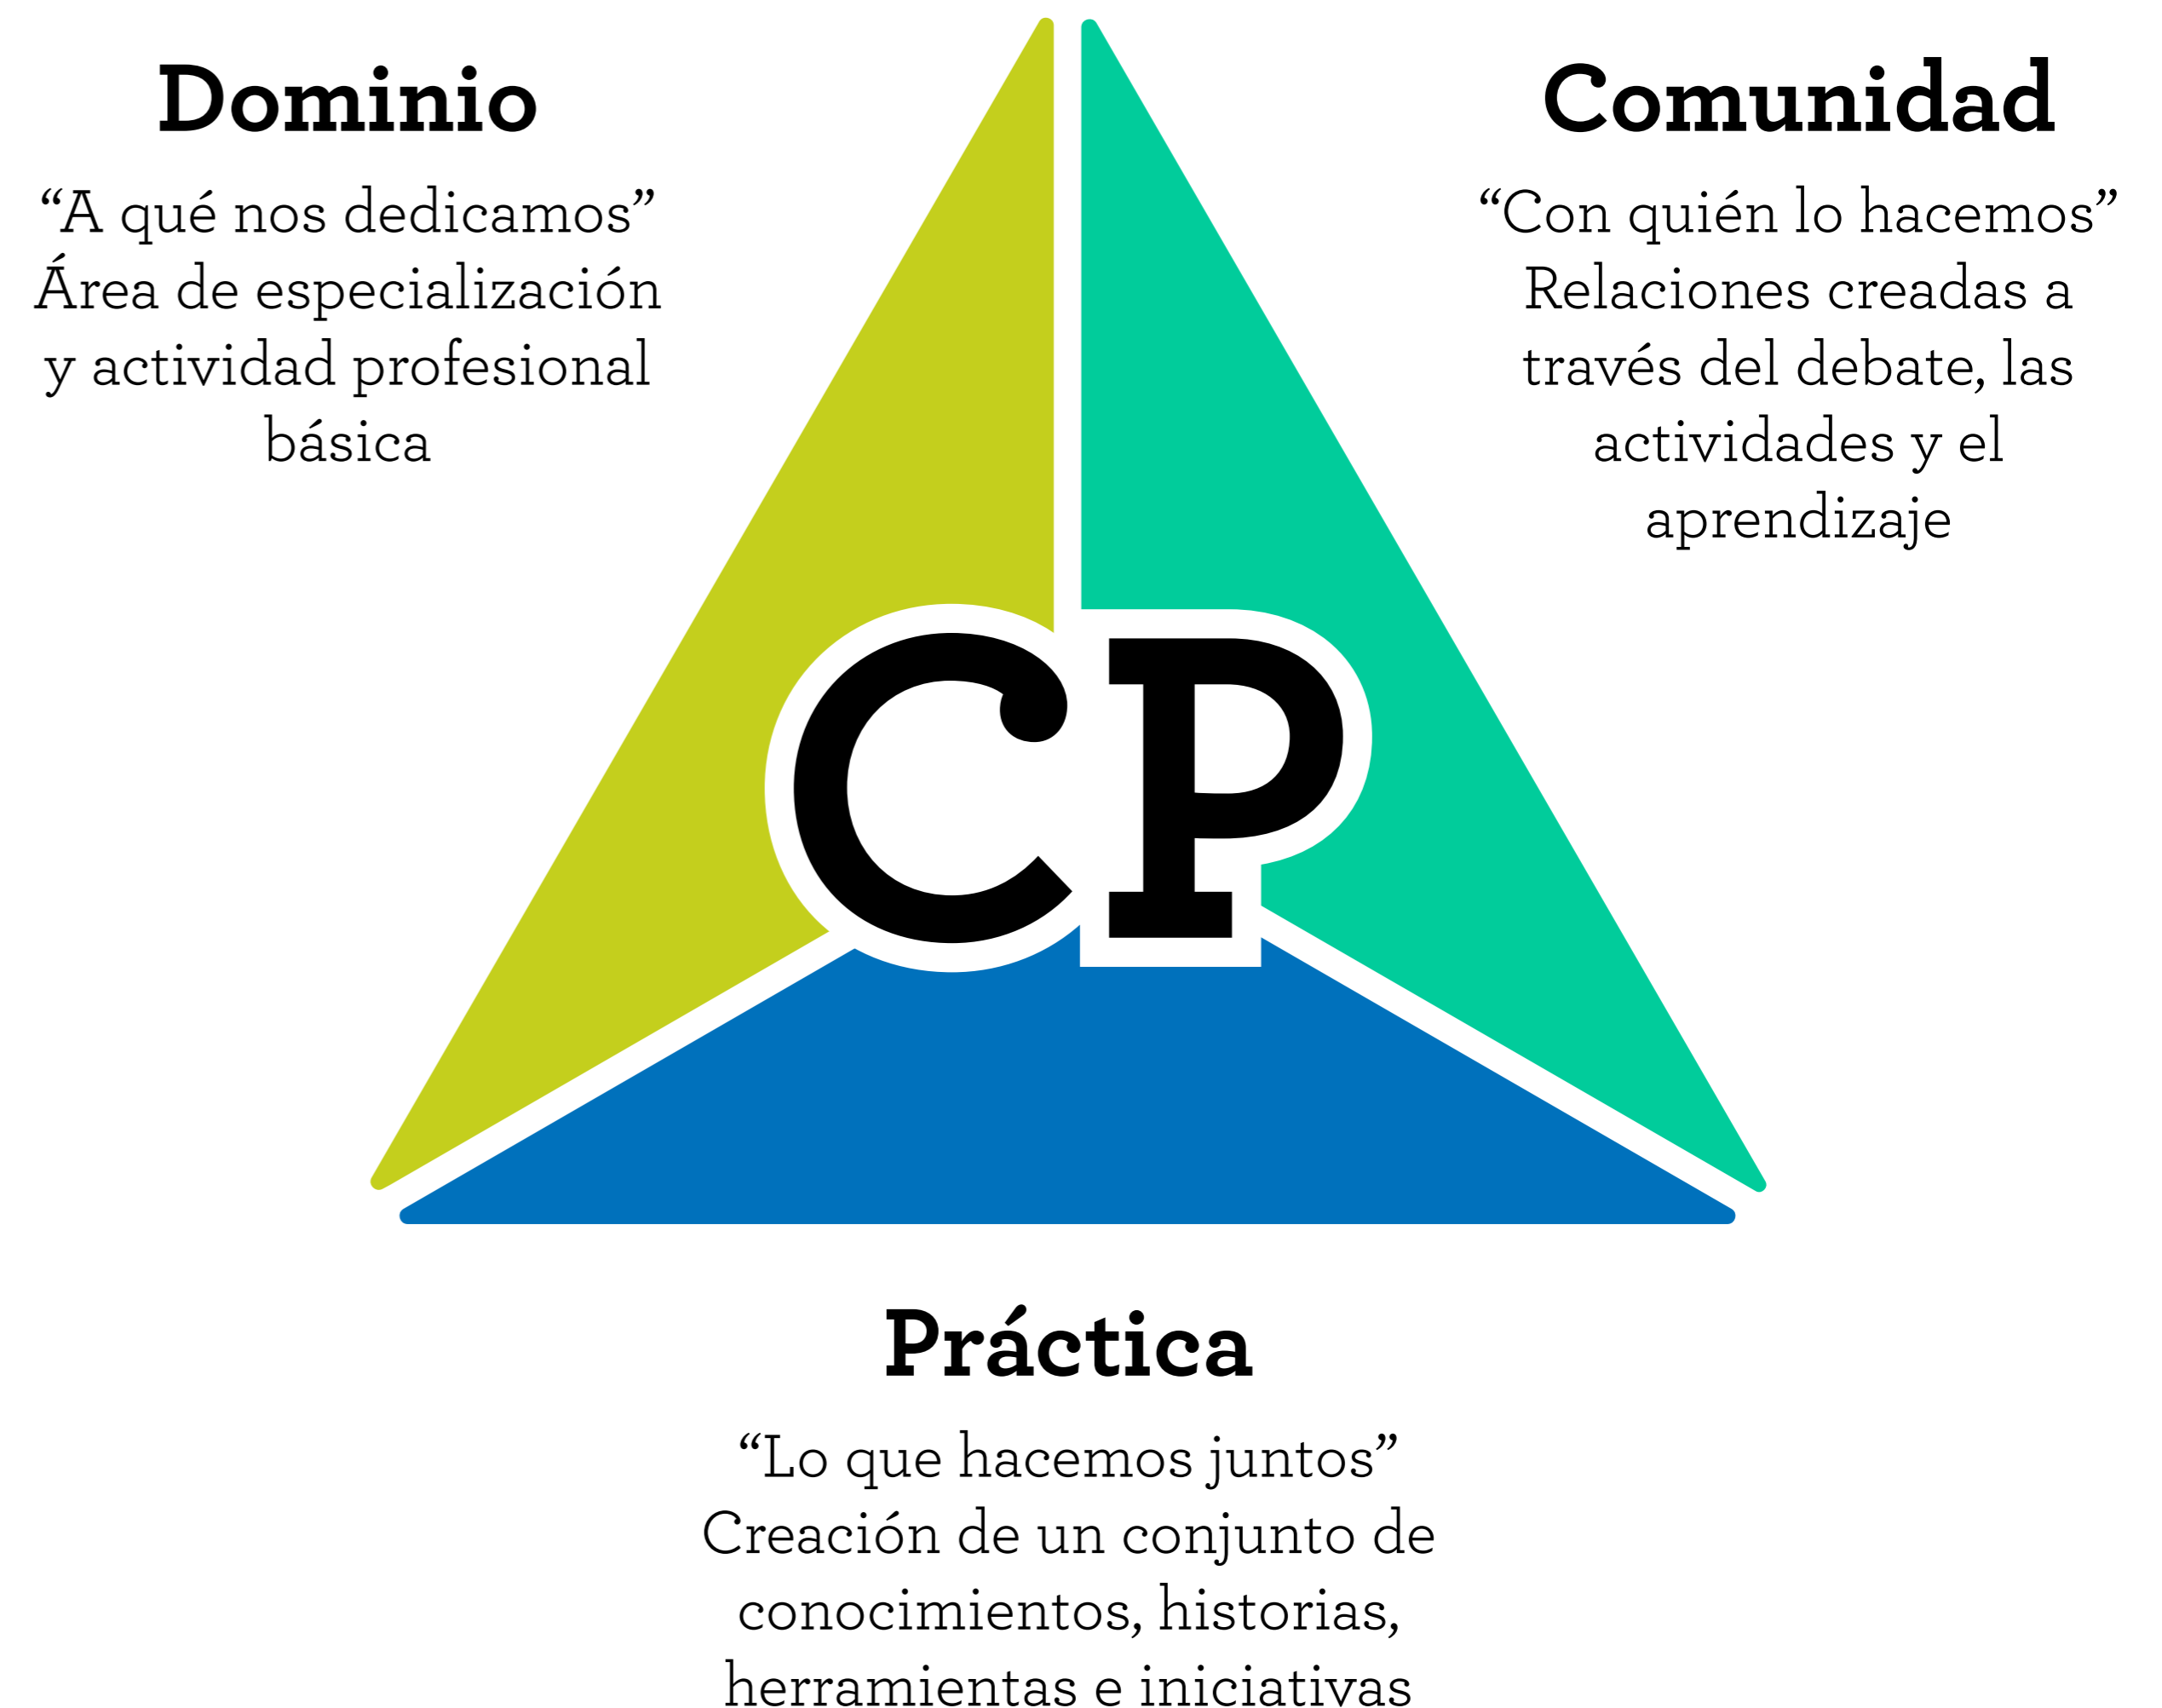 Dominio
“A qué nos dedicamos”
Área de especialización
y actividad profesional
básica
Comunidad
“Con quién lo hacemos”
Relaciones creadas a
través del debate, las
actividades y el
aprendizaje
CP
Práctica
“Lo que hacemos juntos”
Creación de un conjunto de
conocimientos, historias,
herramientas e iniciativas